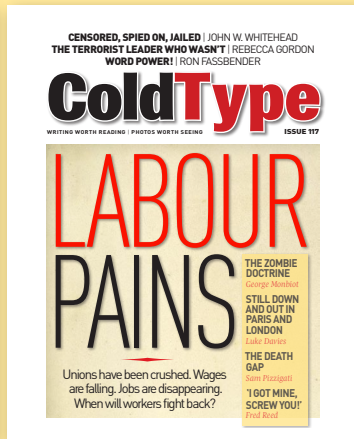 CENSORED, SPIED ON, JAILED | JOHN W. WHITEHEAD
THE TERRORIST LEADER WHO WASN'T | REBECCA GORDON
WORD POWER! | RON FASSBENDER
ColdType
WRITING WORTH READING | PHOTOS WORTH SEEING
ISSUE 117
LABOUR
PAINS
Unions have been crushed. Wages
are falling. Jobs are disappearing.
When will workers fight back?
THE ZOMBIE
DOCTRINE
George Monbiot
STILL DOWN
AND OUT IN
PARIS AND
LONDON
Luke Davies
THE DEATH
GAP
Sam Pizzigati
'I GOT MINE,
SCREW YOU!'
Fred Reed